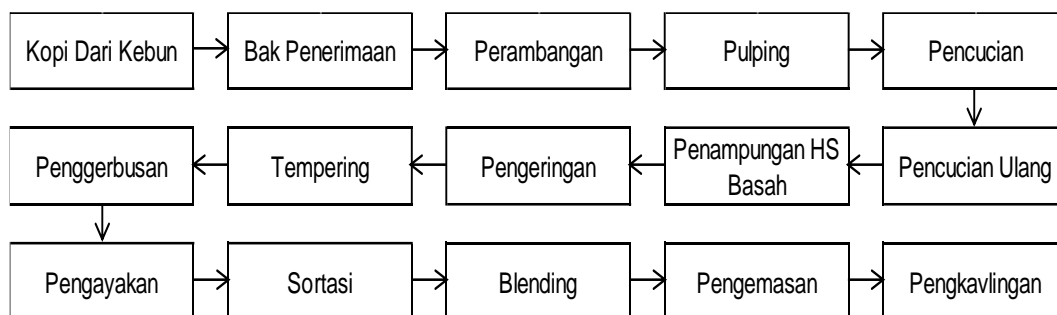 Kopi Dari Kebun
Bak Penerimaan
Perambangan
Pulping
Pencucian
Pencucian Ulang
Penampungan HS
Basah
Pengeringan
Tempering
Penggerbusan
Pengayakan
Sortasi
Blending
Pengemasan
Pengkavlingan